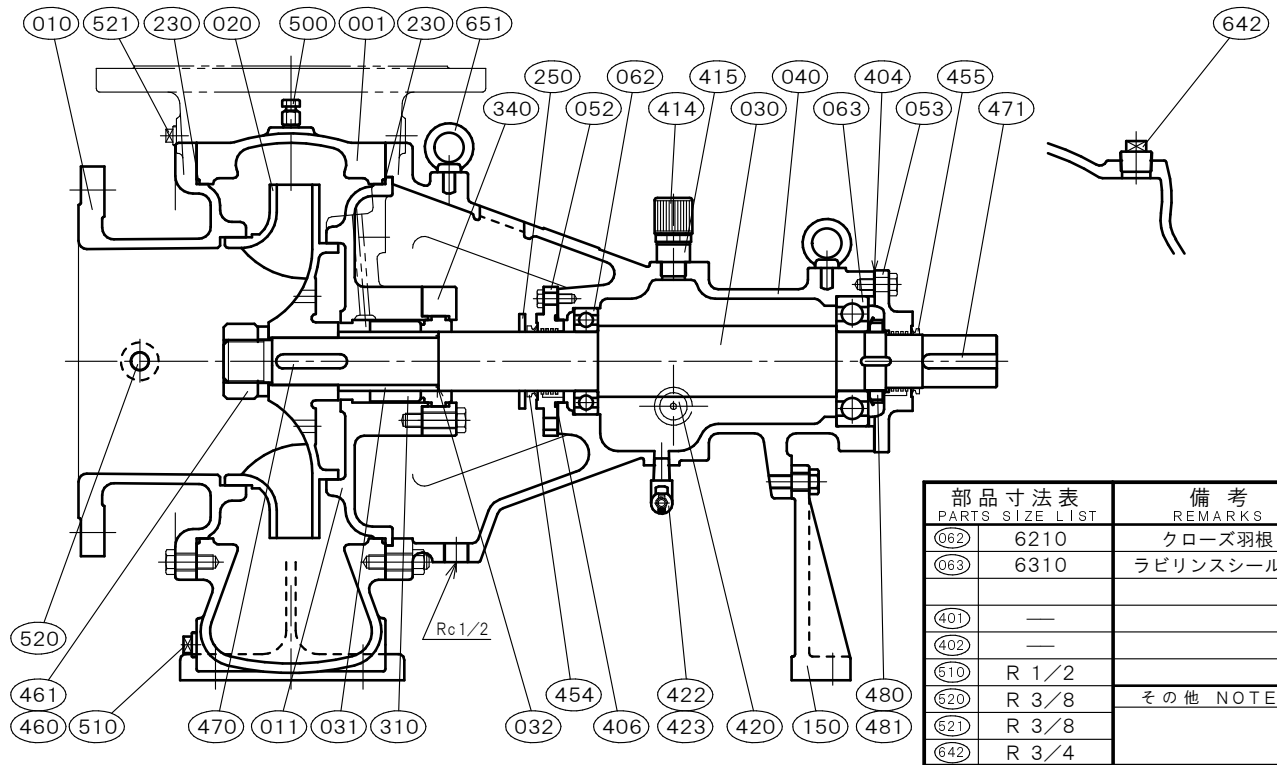 010 521 230 020 500 001 230 651 642
250 062 415 040 404 455
340 052 414 030 063 053 471
Rc1/2
520
461 454 422 480
460 510 470 011 031 310 032 406 423 420 150 481
部品寸法表 備考
PARTS SIZE LIST REMARKS
062 6210 クローズ羽根
063 6310 ラビリンスシール
401 —
402 —
510 R 1/2
520 R 3/8 その他 NOTE
521 R 3/8
642 R 3/4